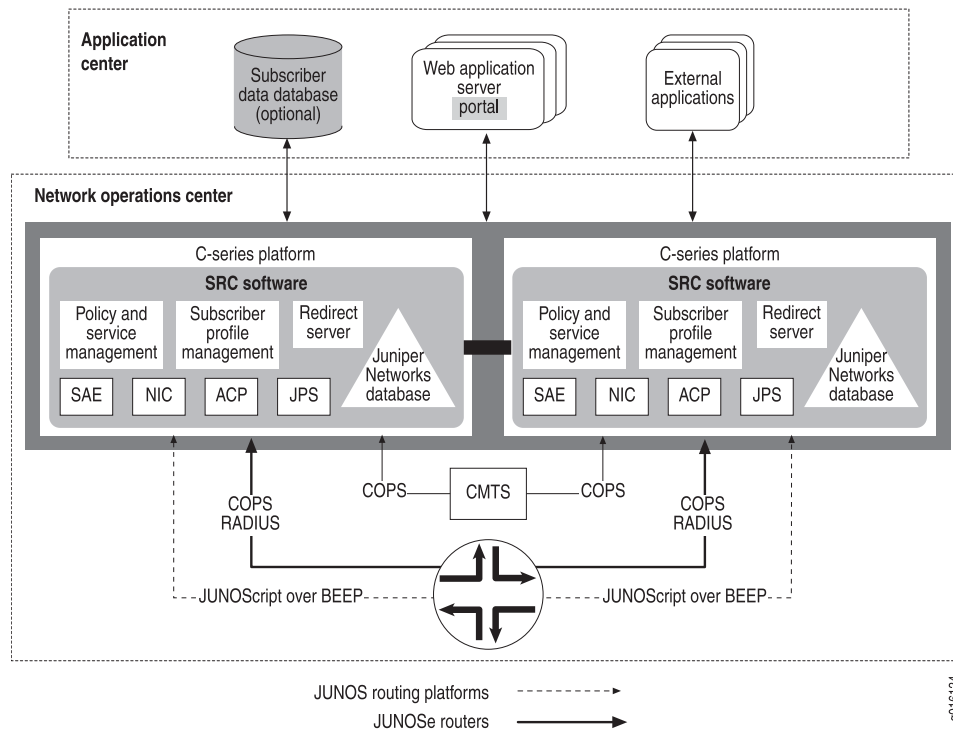 Application
center
Subscriber
data database
(optional)
Web application
server
portal
External
applications
Network operations center
C-series platform
SRC software
Policy and
service
management
Subscriber
profile
management
Redirect
server
Juniper
Networks
database
SAE
NIC
ACP
JPS
C-series platform
SRC software
Policy and
service
management
Subscriber
profile
management
Redirect
server
Juniper
Networks
database
SAE
NIC
ACP
JPS
COPS
CMTS
COPS
COPS
RADIUS
COPS
RADIUS
JUNOScript over BEEP
JUNOScript over BEEP
JUNOS routing platforms
JUNOSe routers